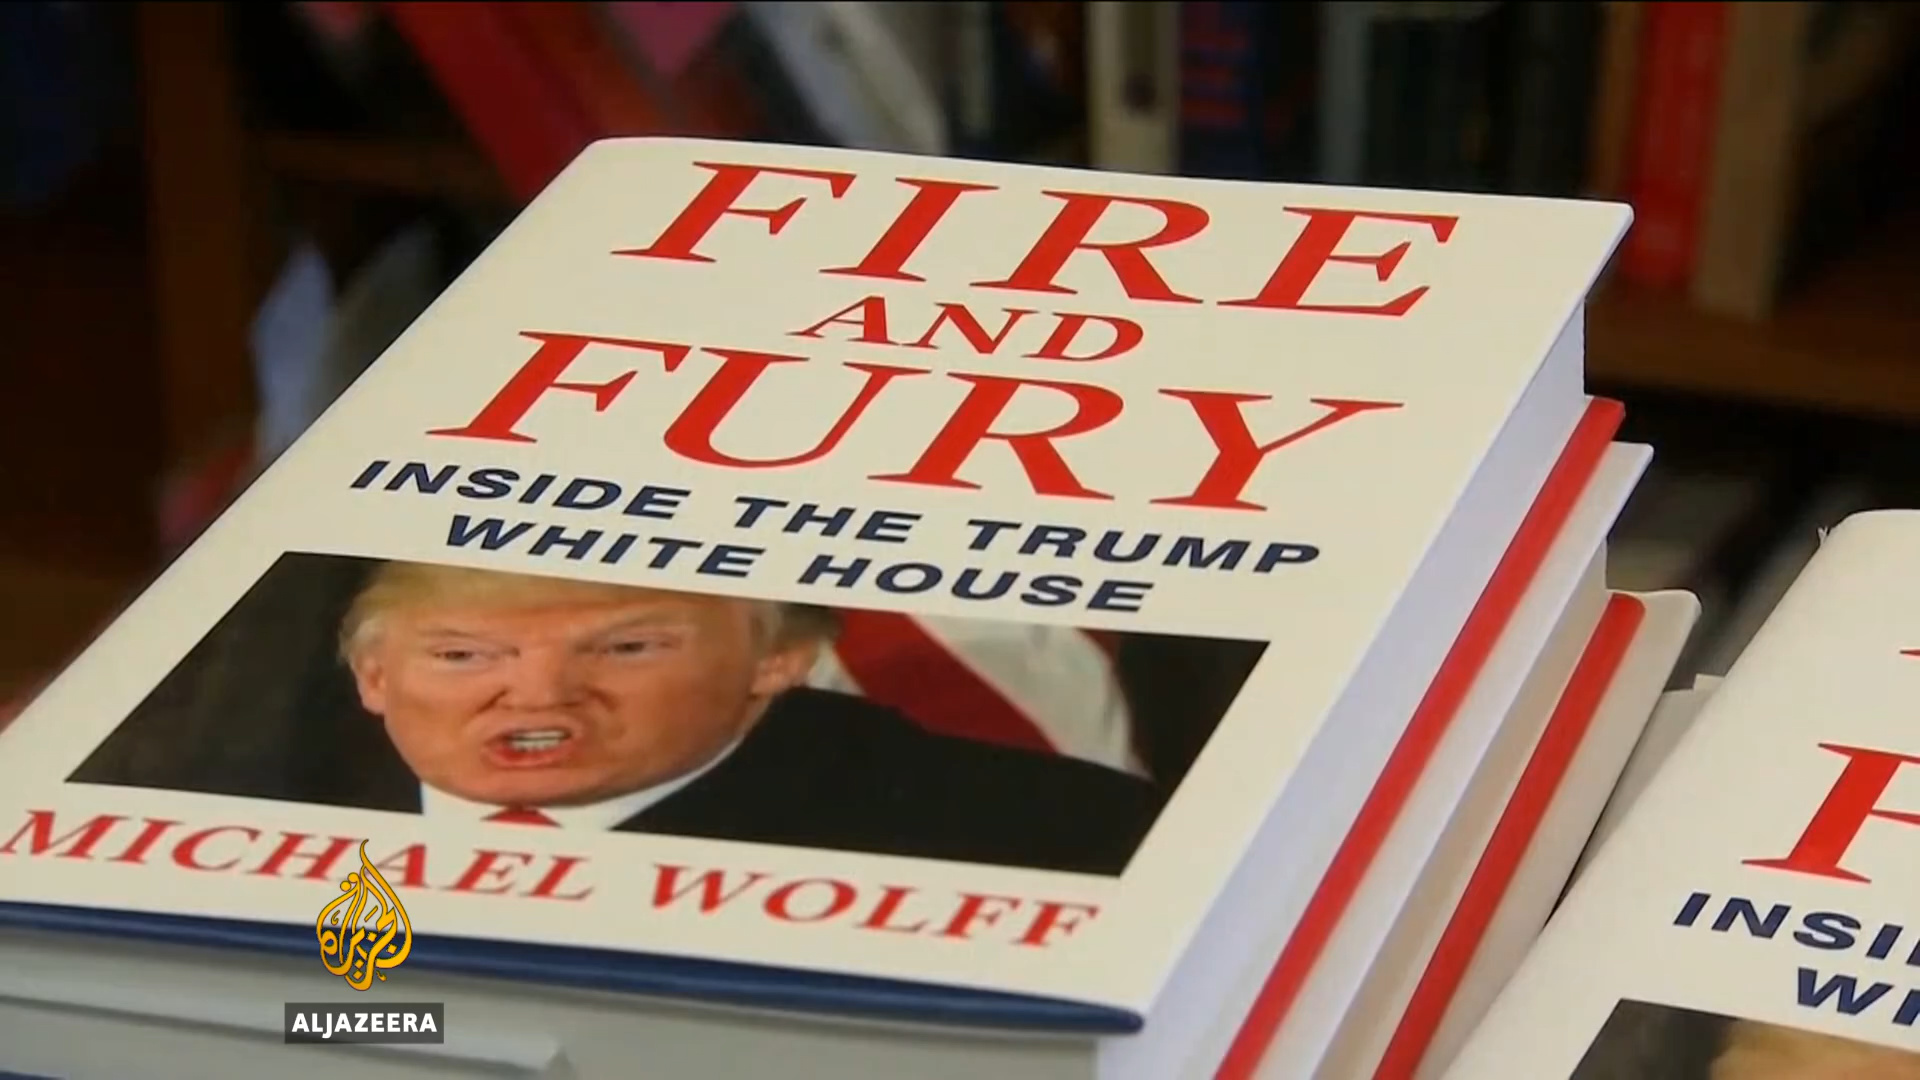 FIRE
AND
FURY
INSIDE THE TRUMP
WHITE HOUSE
MICHAEL WOLFF
الجزيرة
ALJAZEERA
F
INSI
WH